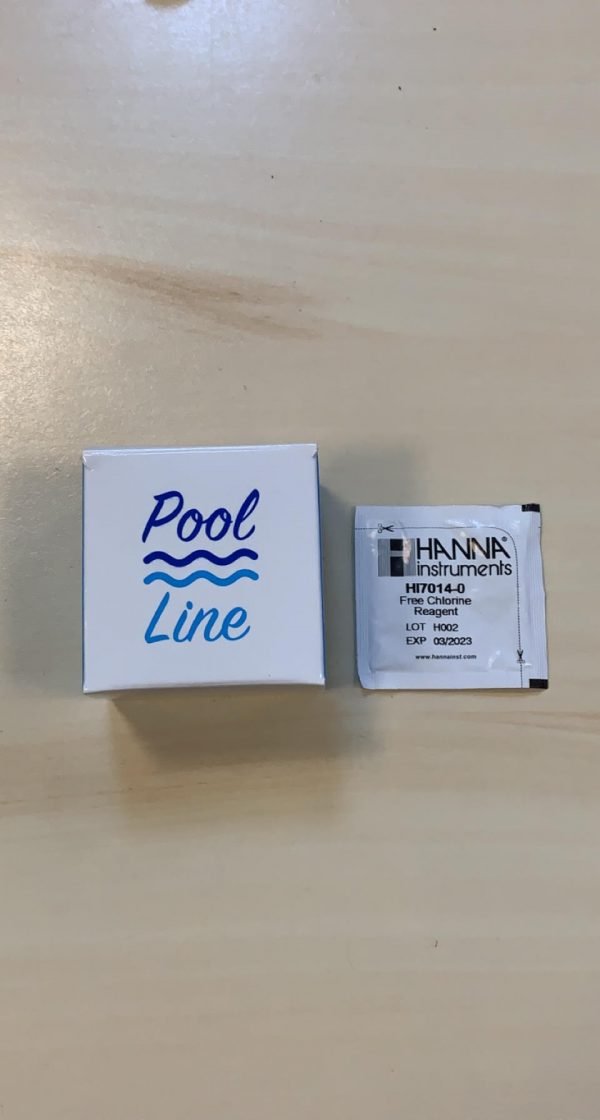 Pool
Line
HANNA®
instruments
HI7014-0
Free Chlorine
Reagent
LOT H002
EXP 03/2023
www.hannainst.com